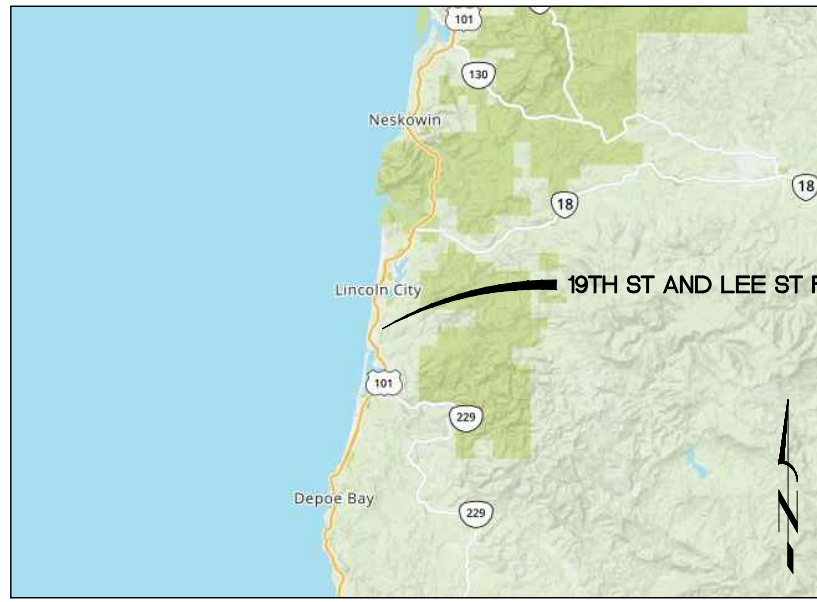 101
130
Neskowin
18
18
19TH ST AND LEE ST
Lincoln City
101
229
Depoe Bay
229
N